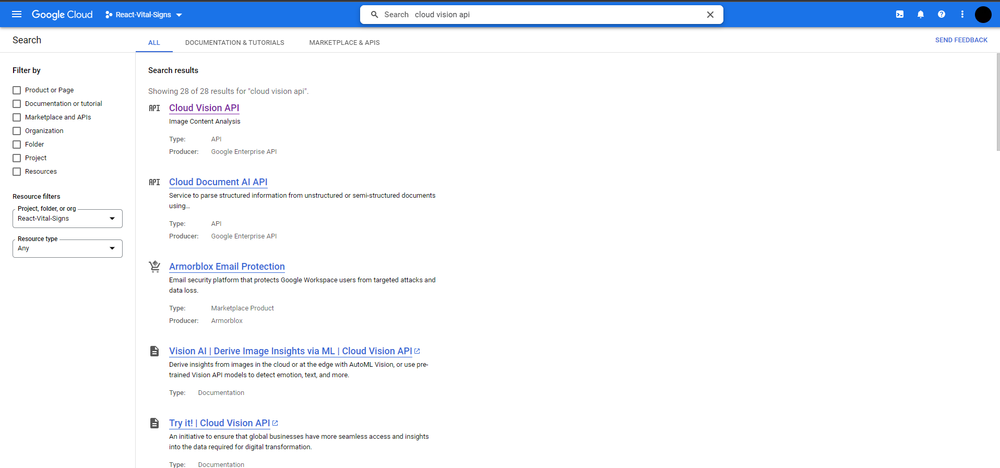 Google Cloud
React-Vital-Signs
Search cloud vision api
Search
ALL
DOCUMENTATION & TUTORIALS
MARKETPLACE & APIS
SEND FEEDBACK
Filter by
Product or Page
Documentation or tutorial
Marketplace and APIs
Organization
Folder
Project
Resources
Resource filters
Project, folder, or org
React-Vital-Signs
Resource type
Any
Search results
Showing 28 of 28 results for "cloud vision api".
API Cloud Vision API
Image Content Analysis
Type: API
Producer: Google Enterprise API
API Cloud Document AI API
Service to parse structured information from unstructured or semi-structured documents
using...
Type: API
Producer: Google Enterprise API
Armorblox Email Protection
Email security platform that protects Google Workspace users from targeted attacks and
data loss.
Type: Marketplace Product
Producer: Armorblox
Vision AI | Derive Image Insights via ML | Cloud Vision API
Derive insights from images in the cloud or at the edge with AutoML Vision, or use pre-
trained Vision API models to detect emotion, text, and more.
Type: Documentation
Try it! | Cloud Vision API
An initiative to ensure that global businesses have more seamless access and insights
into the data required for digital transformation.
Type: Documentation